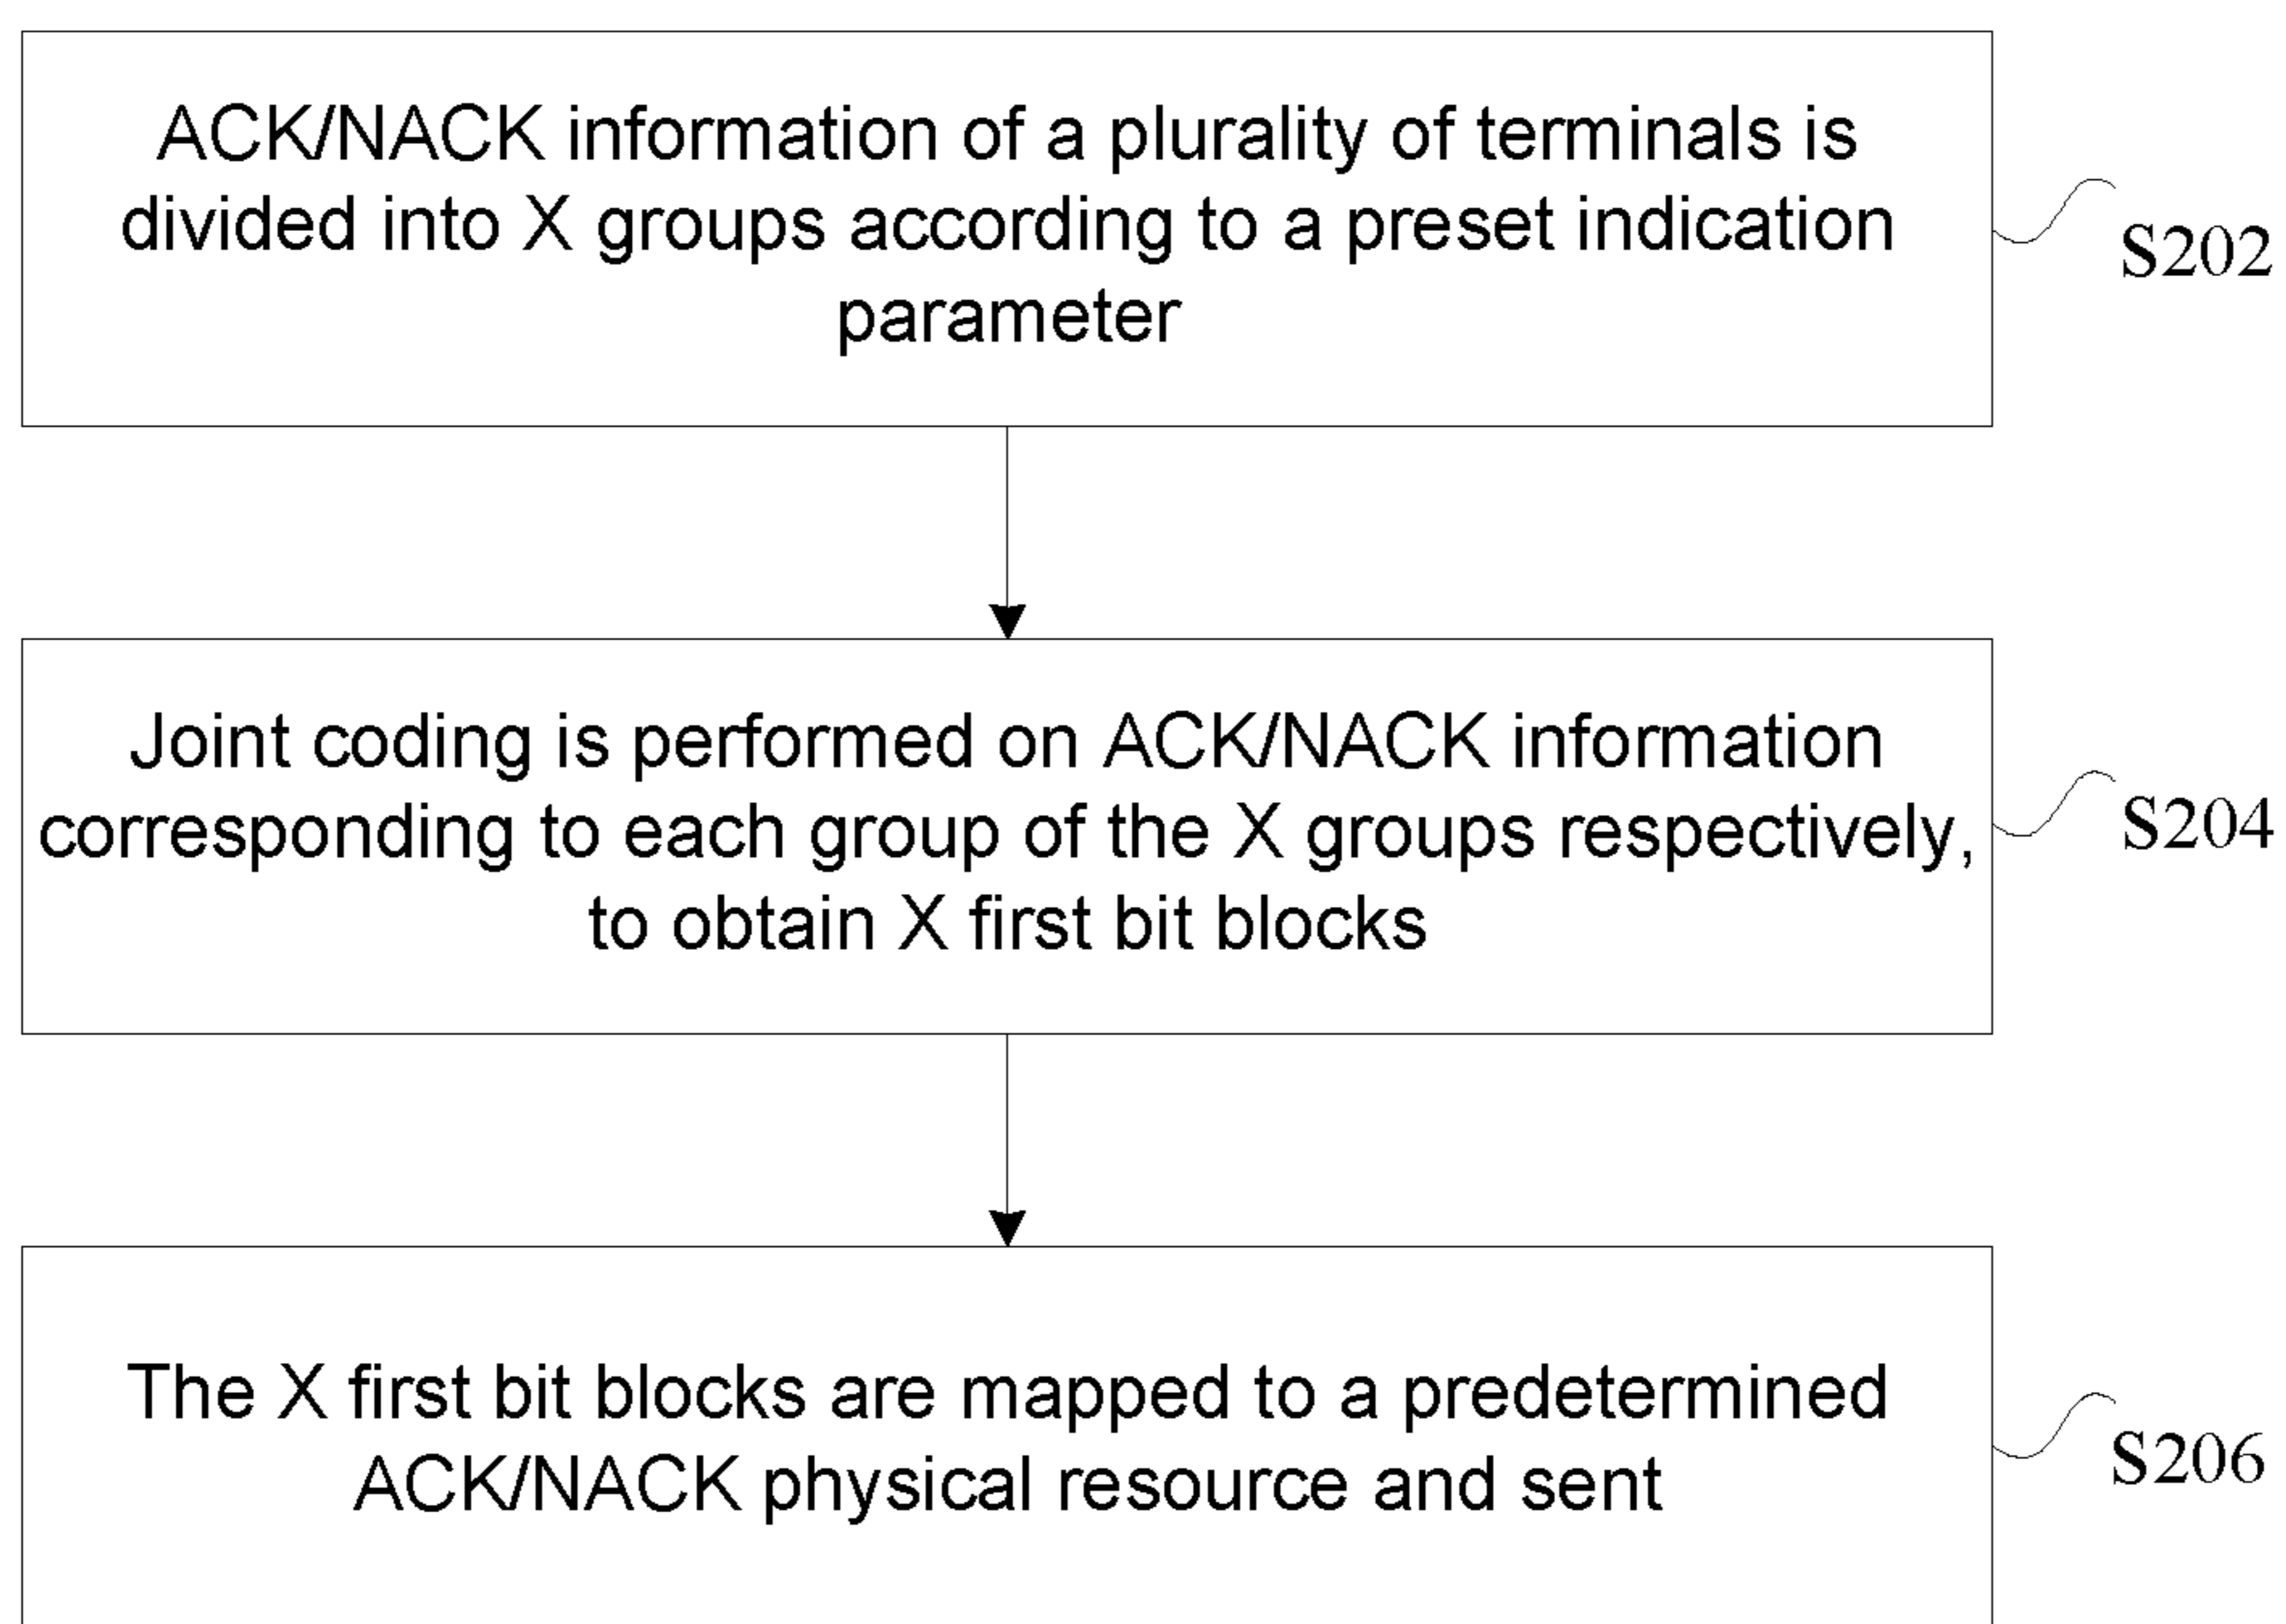 ACK/NACK information of a plurality of terminals is
divided into X groups according to a preset indication
parameter
S202
Joint coding is performed on ACK/NACK information
corresponding to each group of the X groups respectively,
to obtain X first bit blocks
S204
The X first bit blocks are mapped to a predetermined
ACK/NACK physical resource and sent
S206